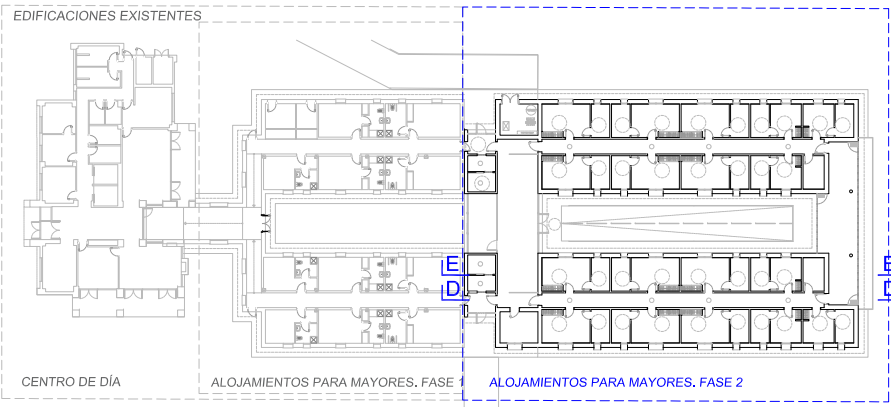 EDIFICACIONES EXISTENTES
E
E
D
D
CENTRO DE DÍA
ALOJAMIENTOS PARA MAYORES. FASE 1
ALOJAMIENTOS PARA MAYORES. FASE 2